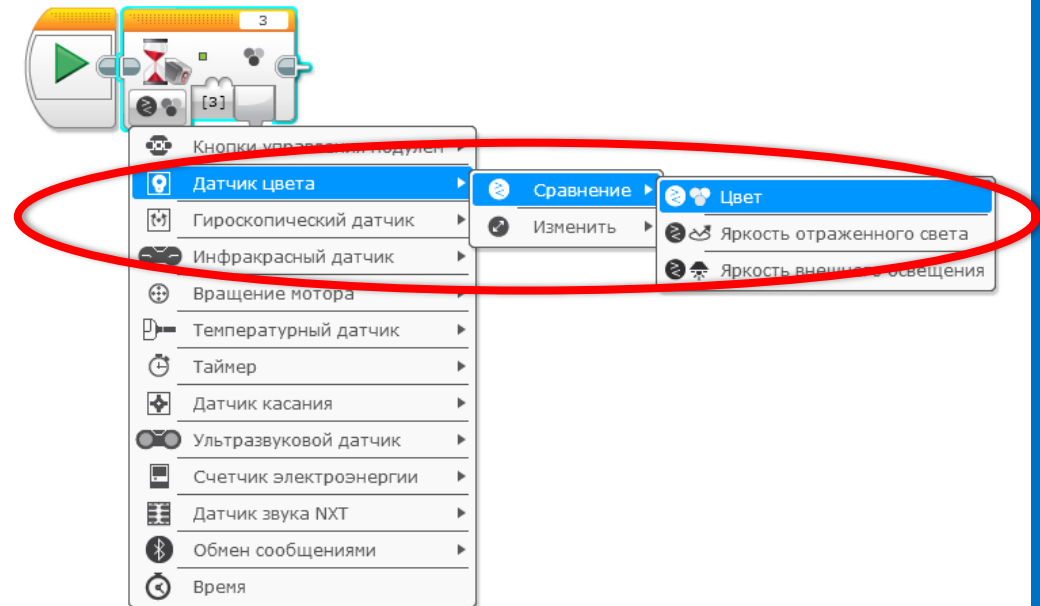 3
[3]
Кнопки управления модулем
Датчик цвета
Сравнение
Цвет
Гироскопический датчик
Изменить
Яркость отраженного света
Инфракрасный датчик
Яркость внешнего освещения
Вращение мотора
Температурный датчик
Таймер
Датчик касания
Ультразвуковой датчик
Счетчик электроэнергии
Датчик звука NXT
Обмен сообщениями
Время